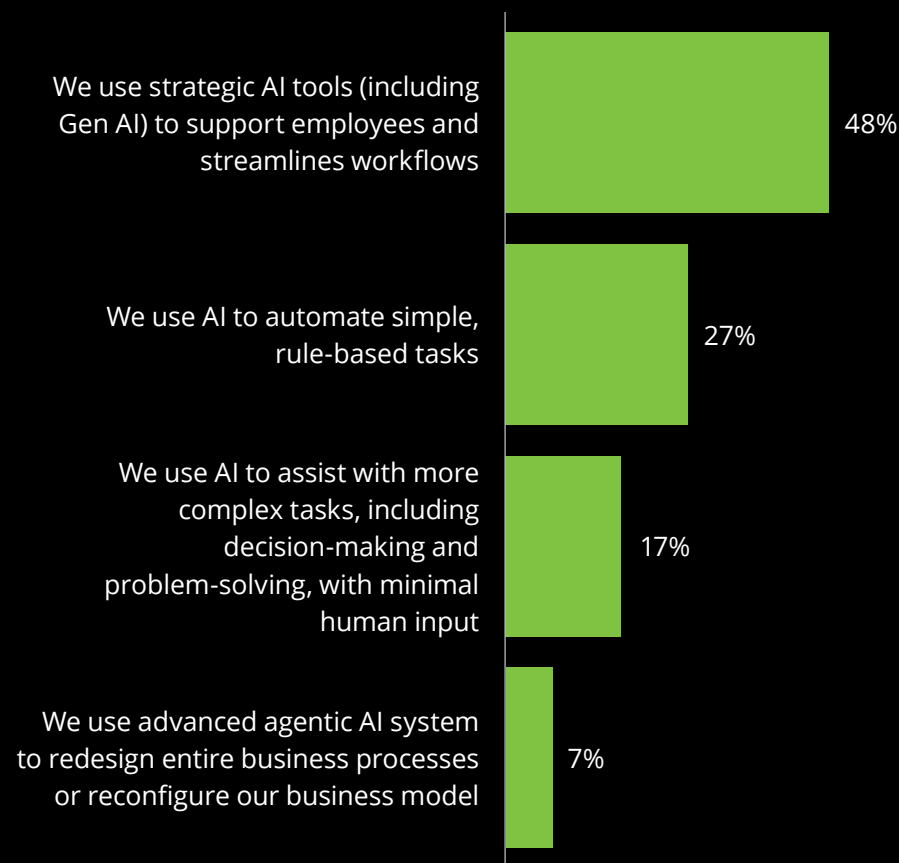 We use strategic AI tools (including
Gen AI) to support employees and
streamlines workflows
48%
We use AI to automate simple,
rule-based tasks
27%
We use AI to assist with more
complex tasks, including
decision-making and
problem-solving, with minimal
human input
17%
We use advanced agentic AI system
to redesign entire business processes
or reconfigure our business model
7%